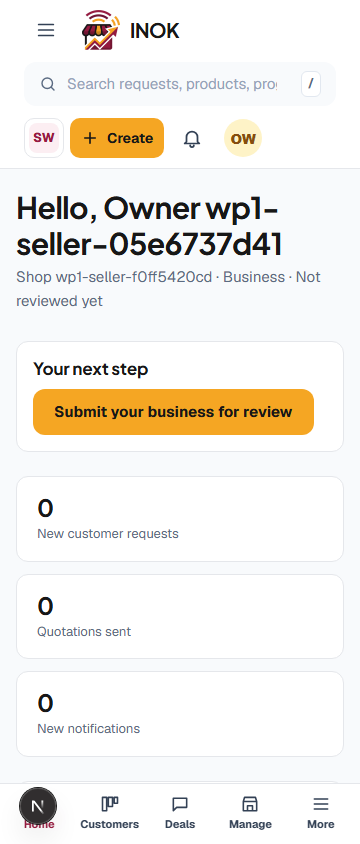 INOK
Search requests, products, pro
/
SW
Create
OW
Hello, Owner wp1-
seller-05e6737d41
Shop wp1-seller-f0ff5420cd · Business · Not
reviewed yet
Your next step
Submit your business for review
0
New customer requests
0
Quotations sent
0
New notifications
N
Home
Customers
Deals
Manage
More